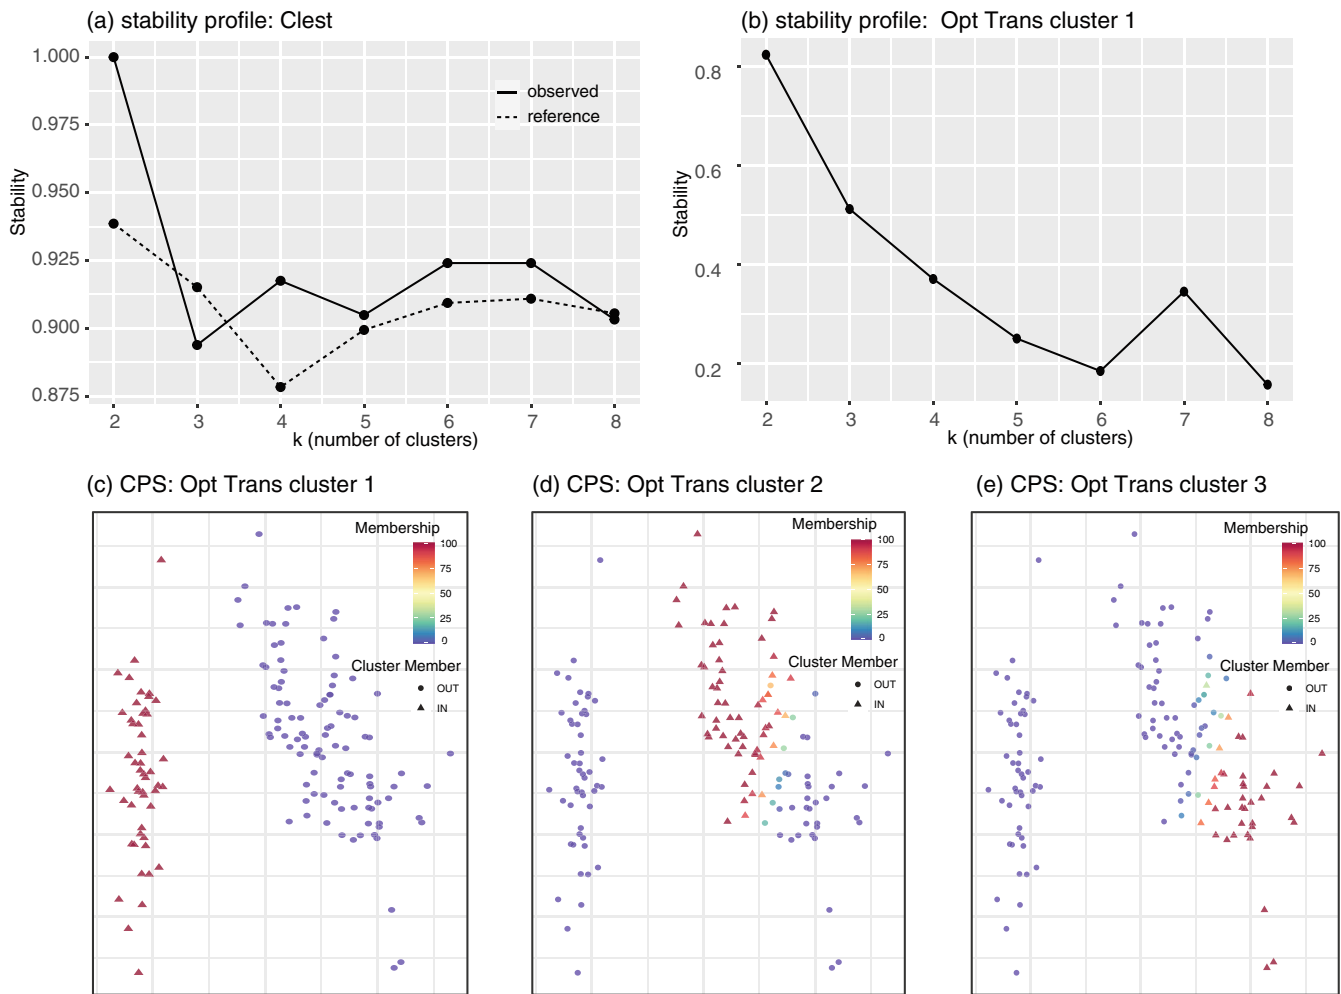 (a) stability profile: Clest
1.000
0.975
0.950
0.925
0.900
0.875
Stability
observed
reference
2 3 4 5 6 7 8
k (number of clusters)
(b) stability profile: Opt Trans cluster 1
0.8
0.6
0.4
0.2
Stability
2 3 4 5 6 7 8
k (number of clusters)
(c) CPS: Opt Trans cluster 1
Membership
100
75
50
25
0
Cluster Member
OUT
IN
(d) CPS: Opt Trans cluster 2
Membership
100
75
50
25
0
Cluster Member
OUT
IN
(e) CPS: Opt Trans cluster 3
Membership
100
75
50
25
0
Cluster Member
OUT
IN